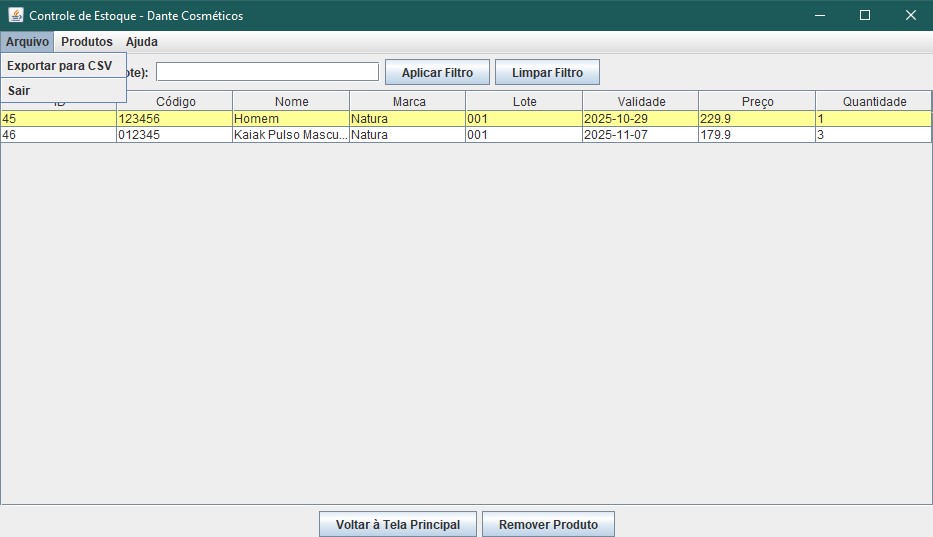 Controle de Estoque - Dante Cosméticos
Arquivo Produtos Ajuda
Exportar para CSV
Sair
ote): Aplicar Filtro Limpar Filtro
ID Código Nome Marca Lote Validade Preço Quantidade
45 123456 Homem Natura 001 2025-10-29 229.9 1
46 012345 Kaiak Pulso Mascu... Natura 001 2025-11-07 179.9 3
Voltar à Tela Principal Remover Produto